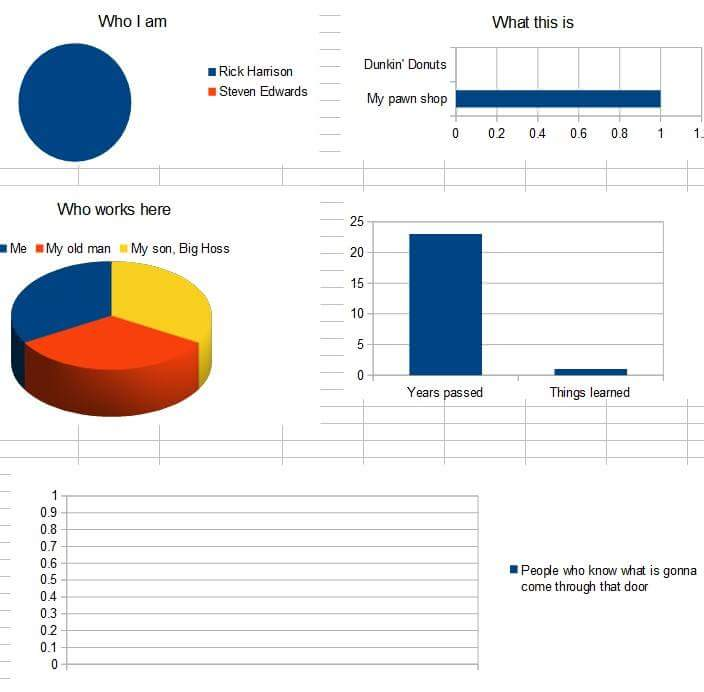 Who I am
Rick Harrison
Steven Edwards
What this is
Dunkin' Donuts
My pawn shop
0 0.2 0.4 0.6 0.8 1 1.
Who works here
Me My old man My son, Big Hoss
25
20
15
10
5
0
Years passed Things learned
1
0.9
0.8
0.7
0.6
0.5
0.4
0.3
0.2
0.1
0
People who know what is gonna
come through that door